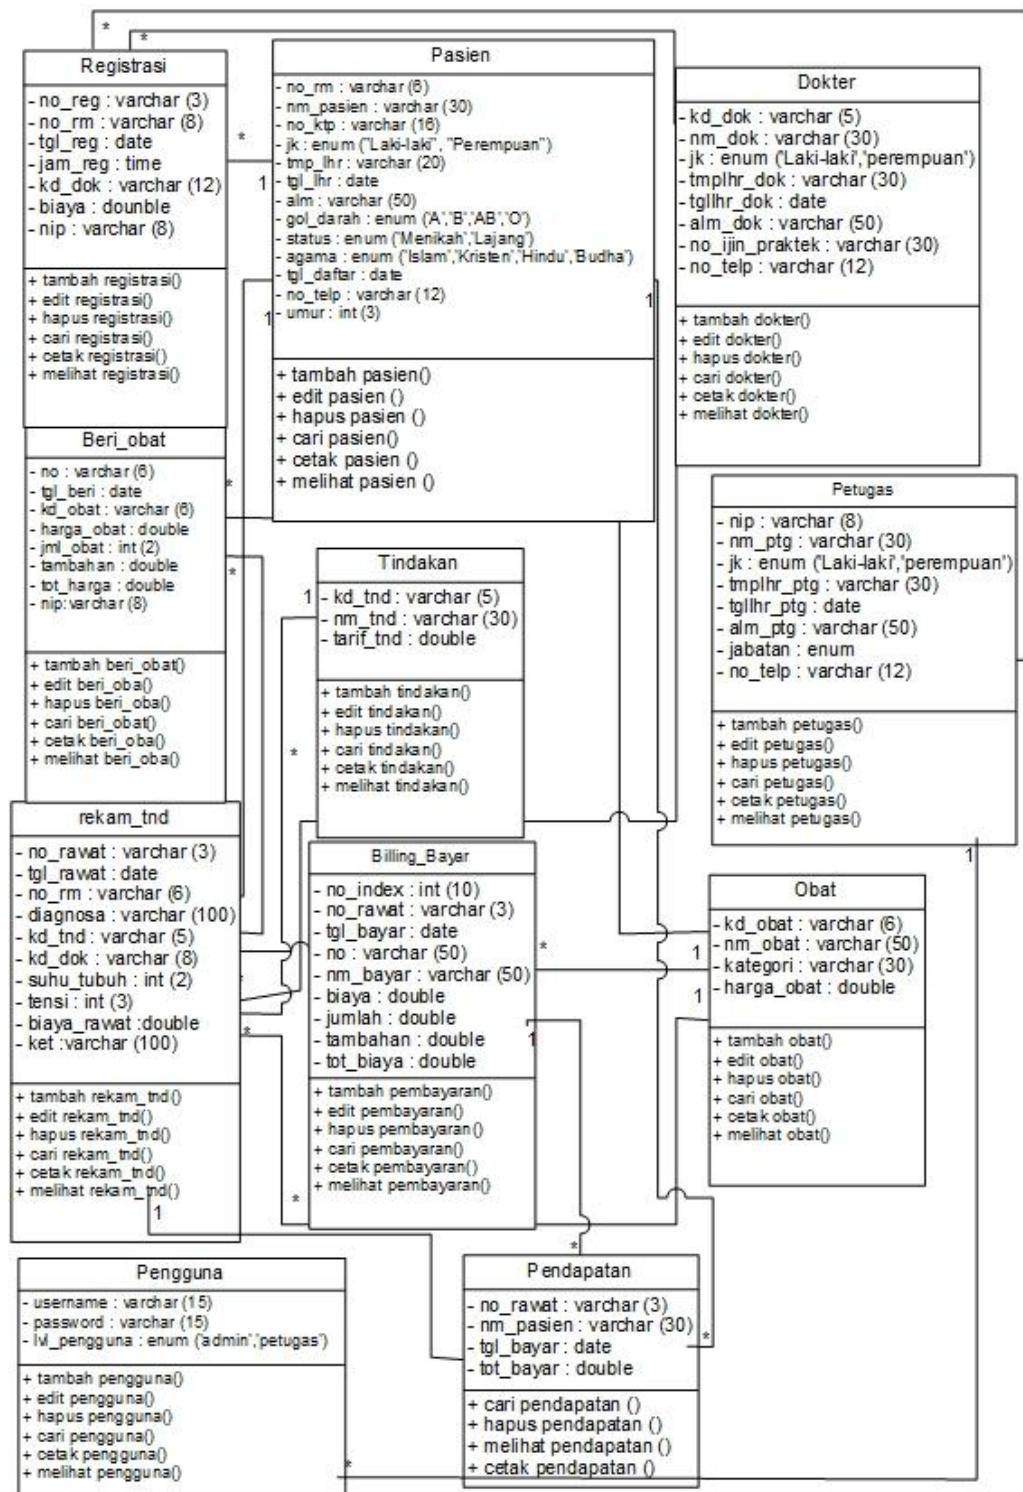 Registrasi
- no_reg : varchar (3)
- no_rm : varchar (8)
- tgl_reg : date
- jam_reg : time
- kd_dok : varchar (12)
- biaya : dounble
- nip : varchar (8)
+ tambah registrasi()
+ edit registrasi()
+ hapus registrasi()
+ cari registrasi()
+ cetak registrasi()
+ melihat registrasi()
Pasien
- no_rm : varchar (6)
- nm_pasien : varchar (30)
- no_ktp : varchar (16)
- jk : enum ("Laki-laki", "Perempuan")
- tmp_lhr : varchar (20)
- tgl_lhr : date
- alm : varchar (50)
- gol_darah : enum ('A','B','AB','O')
- status : enum ('Menikah','Lajang')
- agama : enum ('Islam','Kristen','Hindu','Budha')
- tgl_daftar : date
- no_telp : varchar (12)
- umur : int (3)
+ tambah pasien()
+ edit pasien ()
+ hapus pasien ()
+ cari pasien()
+ cetak pasien ()
+ melihat pasien ()
Dokter
- kd_dok : varchar (5)
- nm_dok : varchar (30)
- jk : enum ('Laki-laki','perempuan')
- tmplhr_dok : varchar (30)
- tgllhr_dok : date
- alm_dok : varchar (50)
- no_ijin_praktek : varchar (30)
- no_telp : varchar (12)
+ tambah dokter()
+ edit dokter()
+ hapus dokter()
+ cari dokter()
+ cetak dokter()
+ melihat dokter()
Beri_obat
- no : varchar (6)
- tgl_beri : date
- kd_obat : varchar (6)
- harga_obat : double
- jml_obat : int (2)
- tambahan : double
- tot_harga : double
- nip:varchar (8)
+ tambah beri_obat()
+ edit beri_oba()
+ hapus beri_oba()
+ cari beri_obat()
+ cetak beri_oba()
+ melihat beri_oba()
Tindakan
- kd_tnd : varchar (5)
- nm_tnd : varchar (30)
- tarif_tnd : double
+ tambah tindakan()
+ edit tindakan()
+ hapus tindakan()
+ cari tindakan()
+ cetak tindakan()
+ melihat tindakan()
Petugas
- nip : varchar (8)
- nm_ptg : varchar (30)
- jk : enum ('Laki-laki','perempuan')
- tmplhr_ptg : varchar (30)
- tgllhr_ptg : date
- alm_ptg : varchar (50)
- jabatan : enum
- no_telp : varchar (12)
+ tambah petugas()
+ edit petugas()
+ hapus petugas()
+ cari petugas()
+ cetak petugas()
+ melihat petugas()
rekam_tnd
- no_rawat : varchar (3)
- tgl_rawat : date
- no_rm : varchar (6)
- diagnosa : varchar (100)
- kd_tnd : varchar (5)
- kd_dok : varchar (8)
- suhu_tubuh : int (2)
- tensi : int (3)
- biaya_rawat :double
- ket :varchar (100)
+ tambah rekam_tnd()
+ edit rekam_tnd()
+ hapus rekam_tnd()
+ cari rekam_tnd()
+ cetak rekam_tnd()
+ melihat rekam_tnd()
Billing_Bayar
- no_index : int (10)
- no_rawat : varchar (3)
- tgl_bayar : date
- no : varchar (50)
- nm_bayar : varchar (50)
- biaya : double
- jumlah : double
- tambahan : double
- tot_biaya : double
+ tambah pembayaran()
+ edit pembayaran()
+ hapus pembayaran()
+ cari pembayaran()
+ cetak pembayaran()
+ melihat pembayaran()
Obat
- kd_obat : varchar (6)
- nm_obat : varchar (50)
- kategori : varchar (30)
- harga_obat : double
+ tambah obat()
+ edit obat()
+ hapus obat()
+ cari obat()
+ cetak obat()
+ melihat obat()
Pengguna
- username : varchar (15)
- password : varchar (15)
- lvl_pengguna : enum ('admin','petugas')
+ tambah pengguna()
+ edit pengguna()
+ hapus pengguna()
+ cari pengguna()
+ cetak pengguna()
+ melihat pengguna()
Pendapatan
- no_rawat : varchar (3)
- nm_pasien : varchar (30)
- tgl_bayar : date
- tot_bayar : double
+ cari pendapatan ()
+ hapus pendapatan ()
+ melihat pendapatan ()
+ cetak pendapatan ()
*
*
*
1
1
1
*
*
1
*
*
1
1
*
*
1
*
1
1
*
*
*